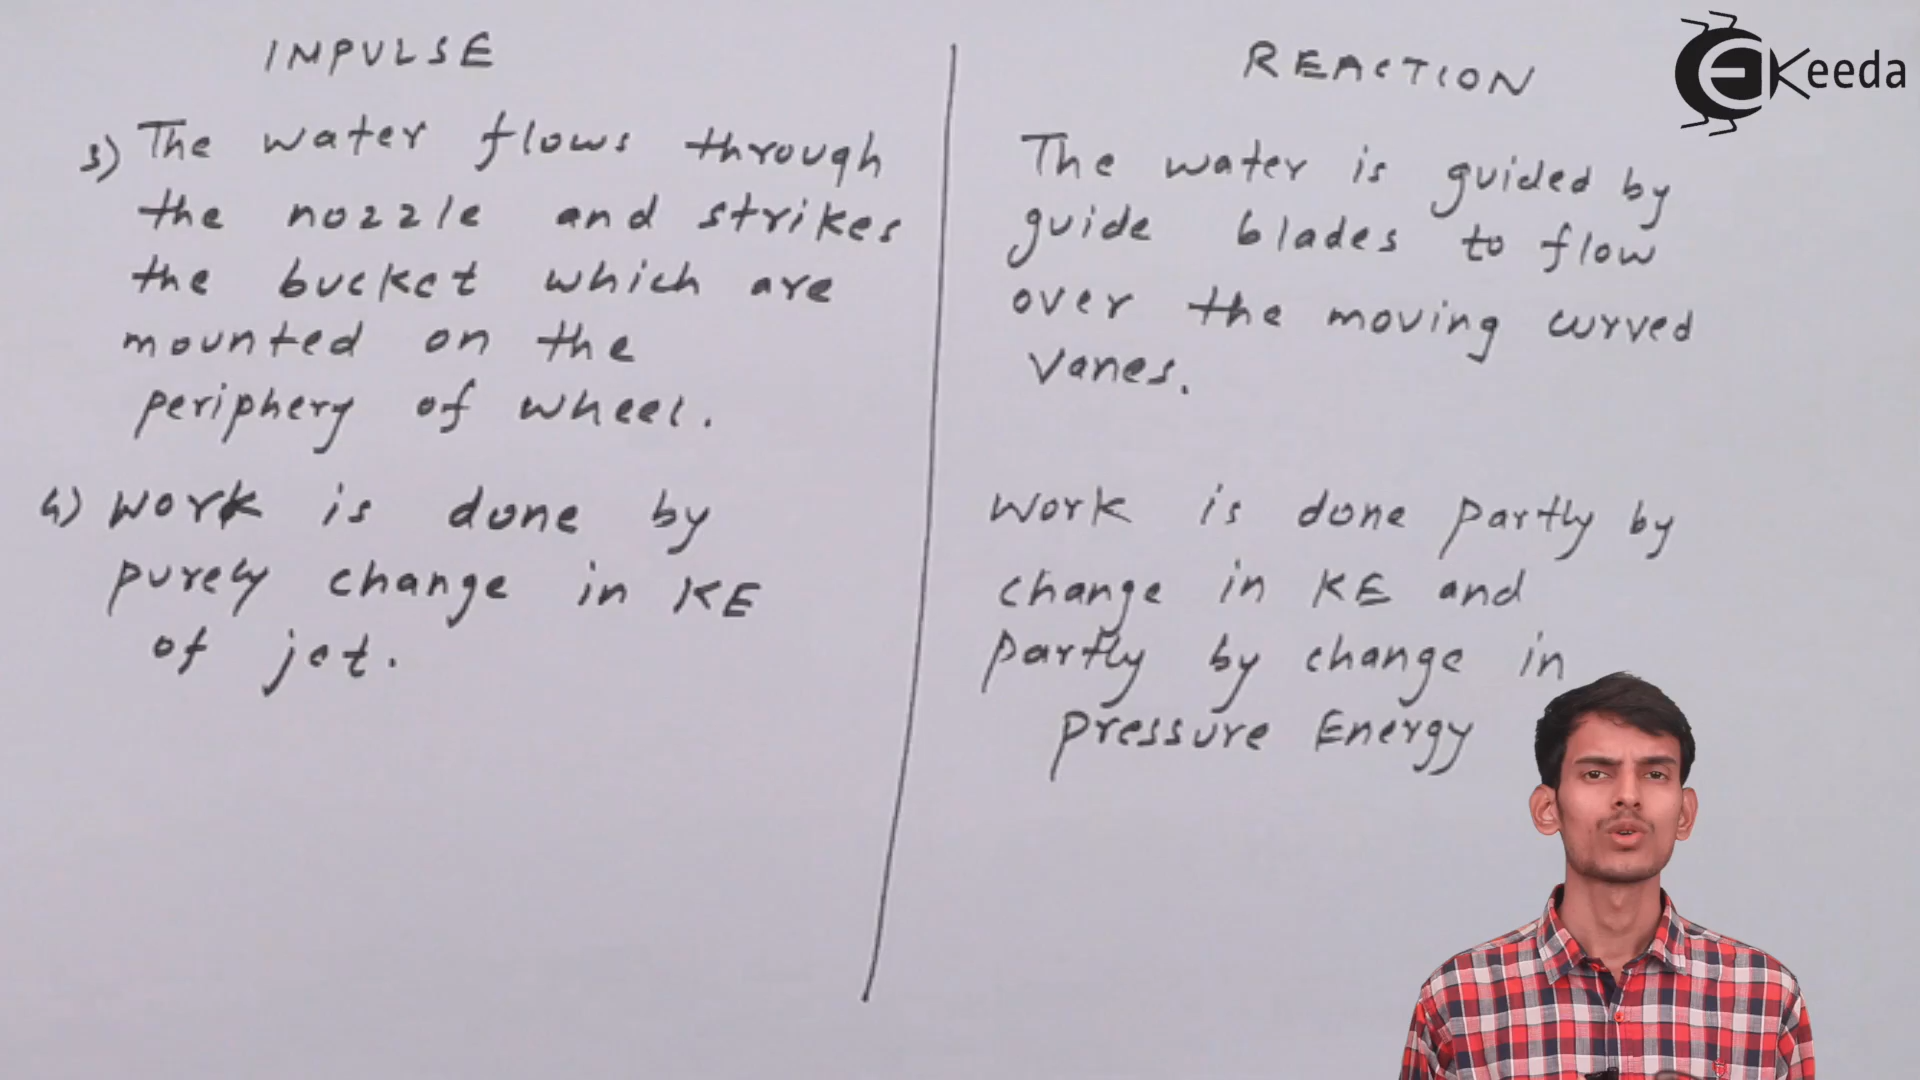 INPULSE
3) The water flows through
the nozzle and strikes
the bucket which are
mounted on the
periphery of wheel.
4) Work is done by
purely change in KE
of jet.
REACTION
The water is guided by
guide blades to flow
over the moving curved
Vanes.
Work is done partly by
change in KE and
partly by change in
Pressure Energy
EKeeda